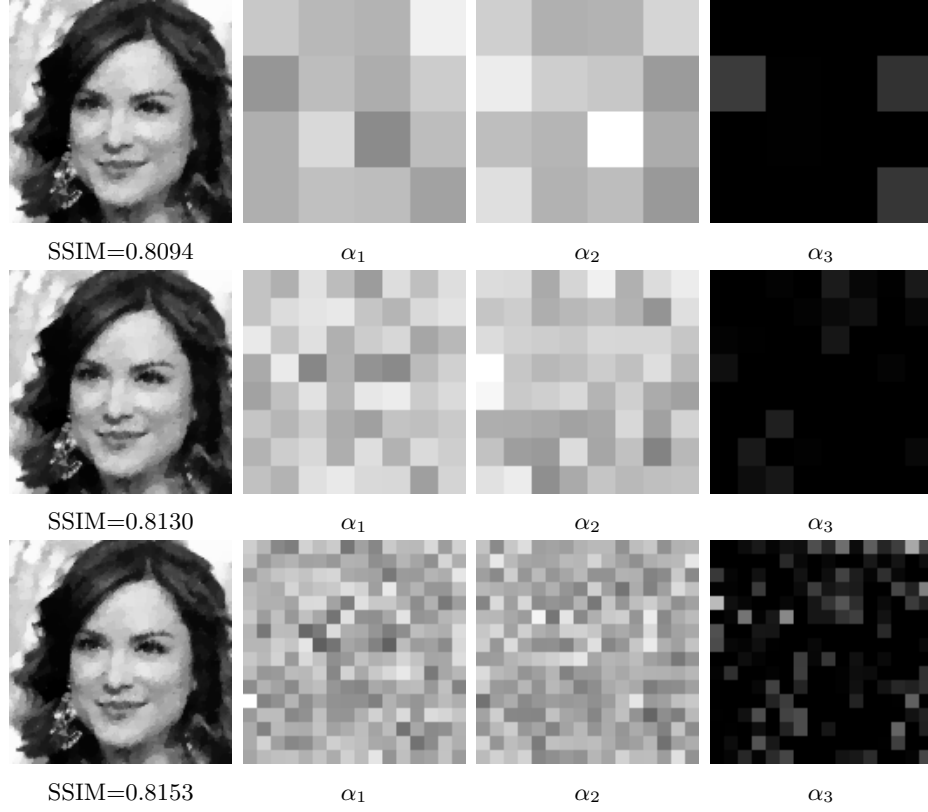 SSIM=0.8094 α₁ α₂ α₃
SSIM=0.8130 α₁ α₂ α₃
SSIM=0.8153 α₁ α₂ α₃